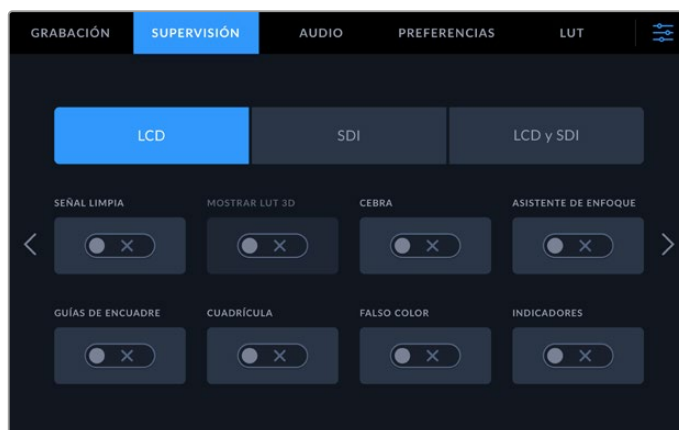 GRABACIÓN SUPERVISIÓN AUDIO PREFERENCIAS LUT
LCD SDI LCD y SDI
SEÑAL LIMPIA MOSTRAR LUT 3D CEBRA ASISTENTE DE ENFOQUE
GUÍAS DE ENCUADRE CUADRÍCULA FALSO COLOR INDICADORES